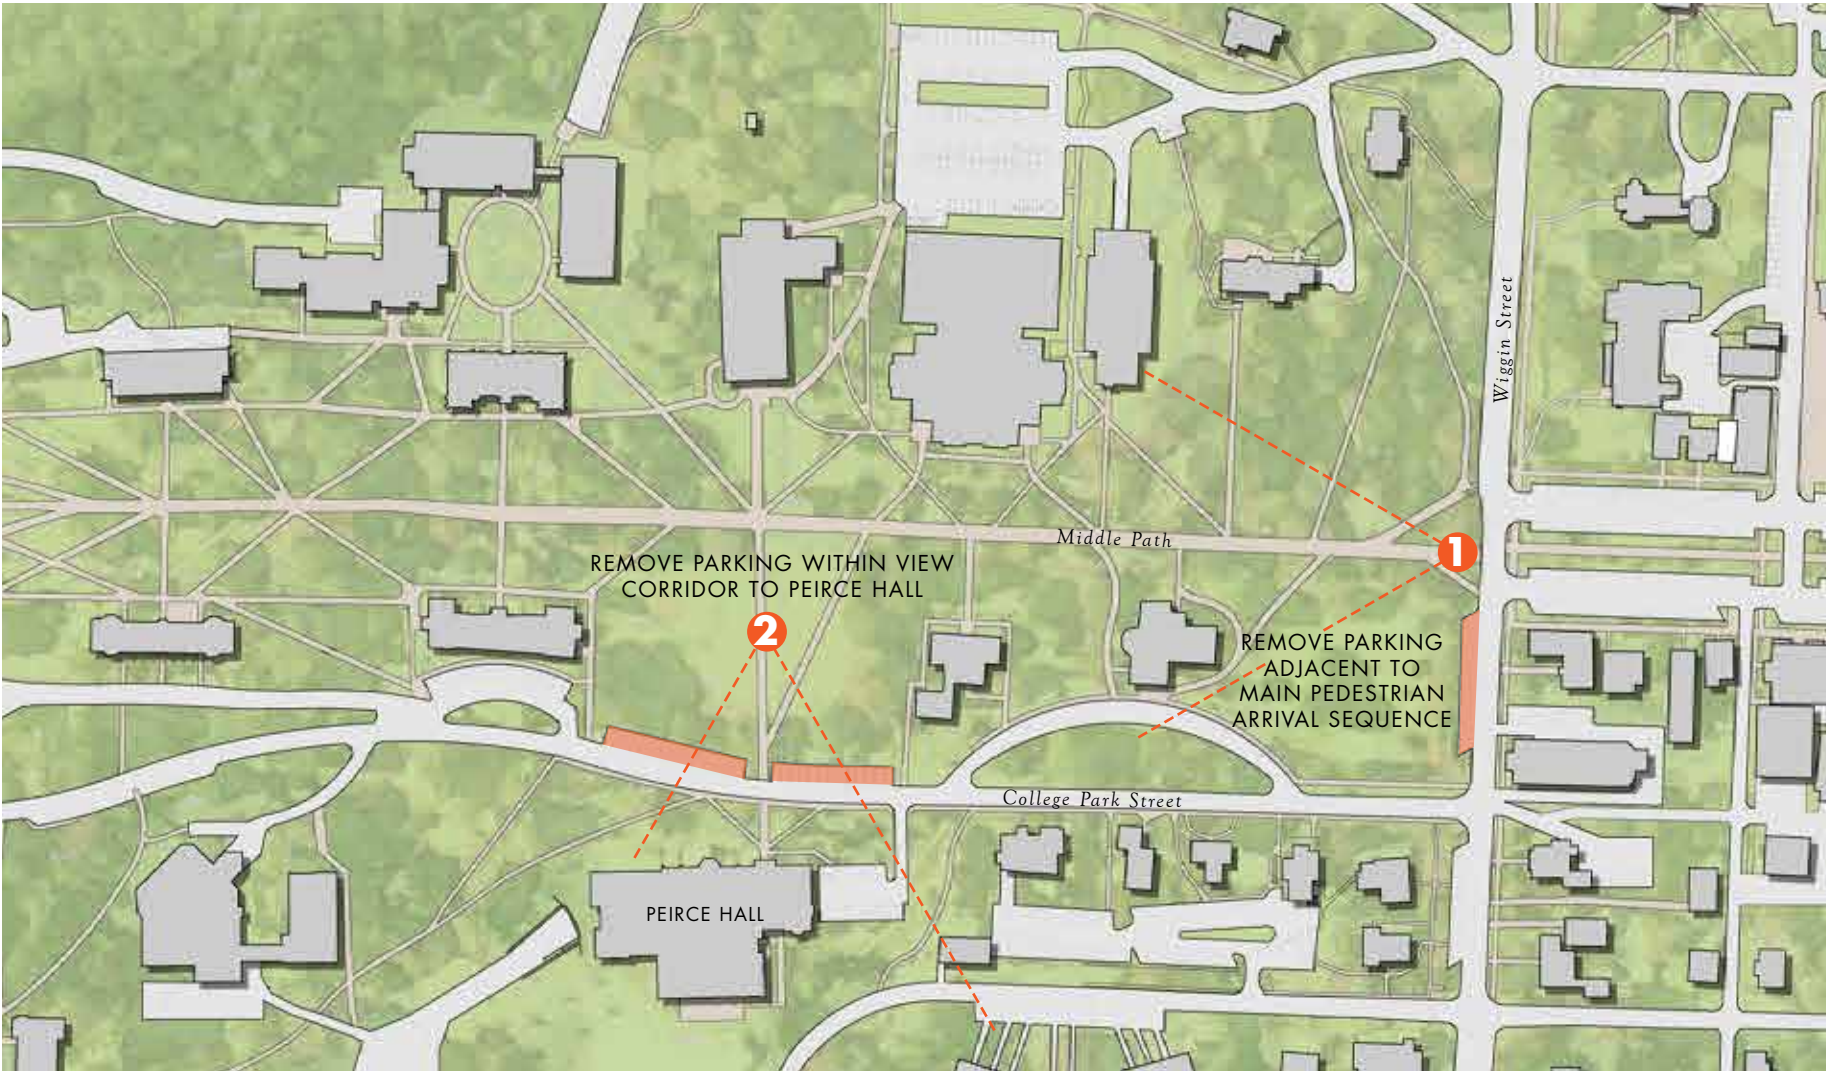 Wiggin Street
Middle Path
1
REMOVE PARKING WITHIN VIEW
CORRIDOR TO PEIRCE HALL
2
REMOVE PARKING
ADJACENT TO
MAIN PEDESTRIAN
ARRIVAL SEQUENCE
College Park Street
PEIRCE HALL